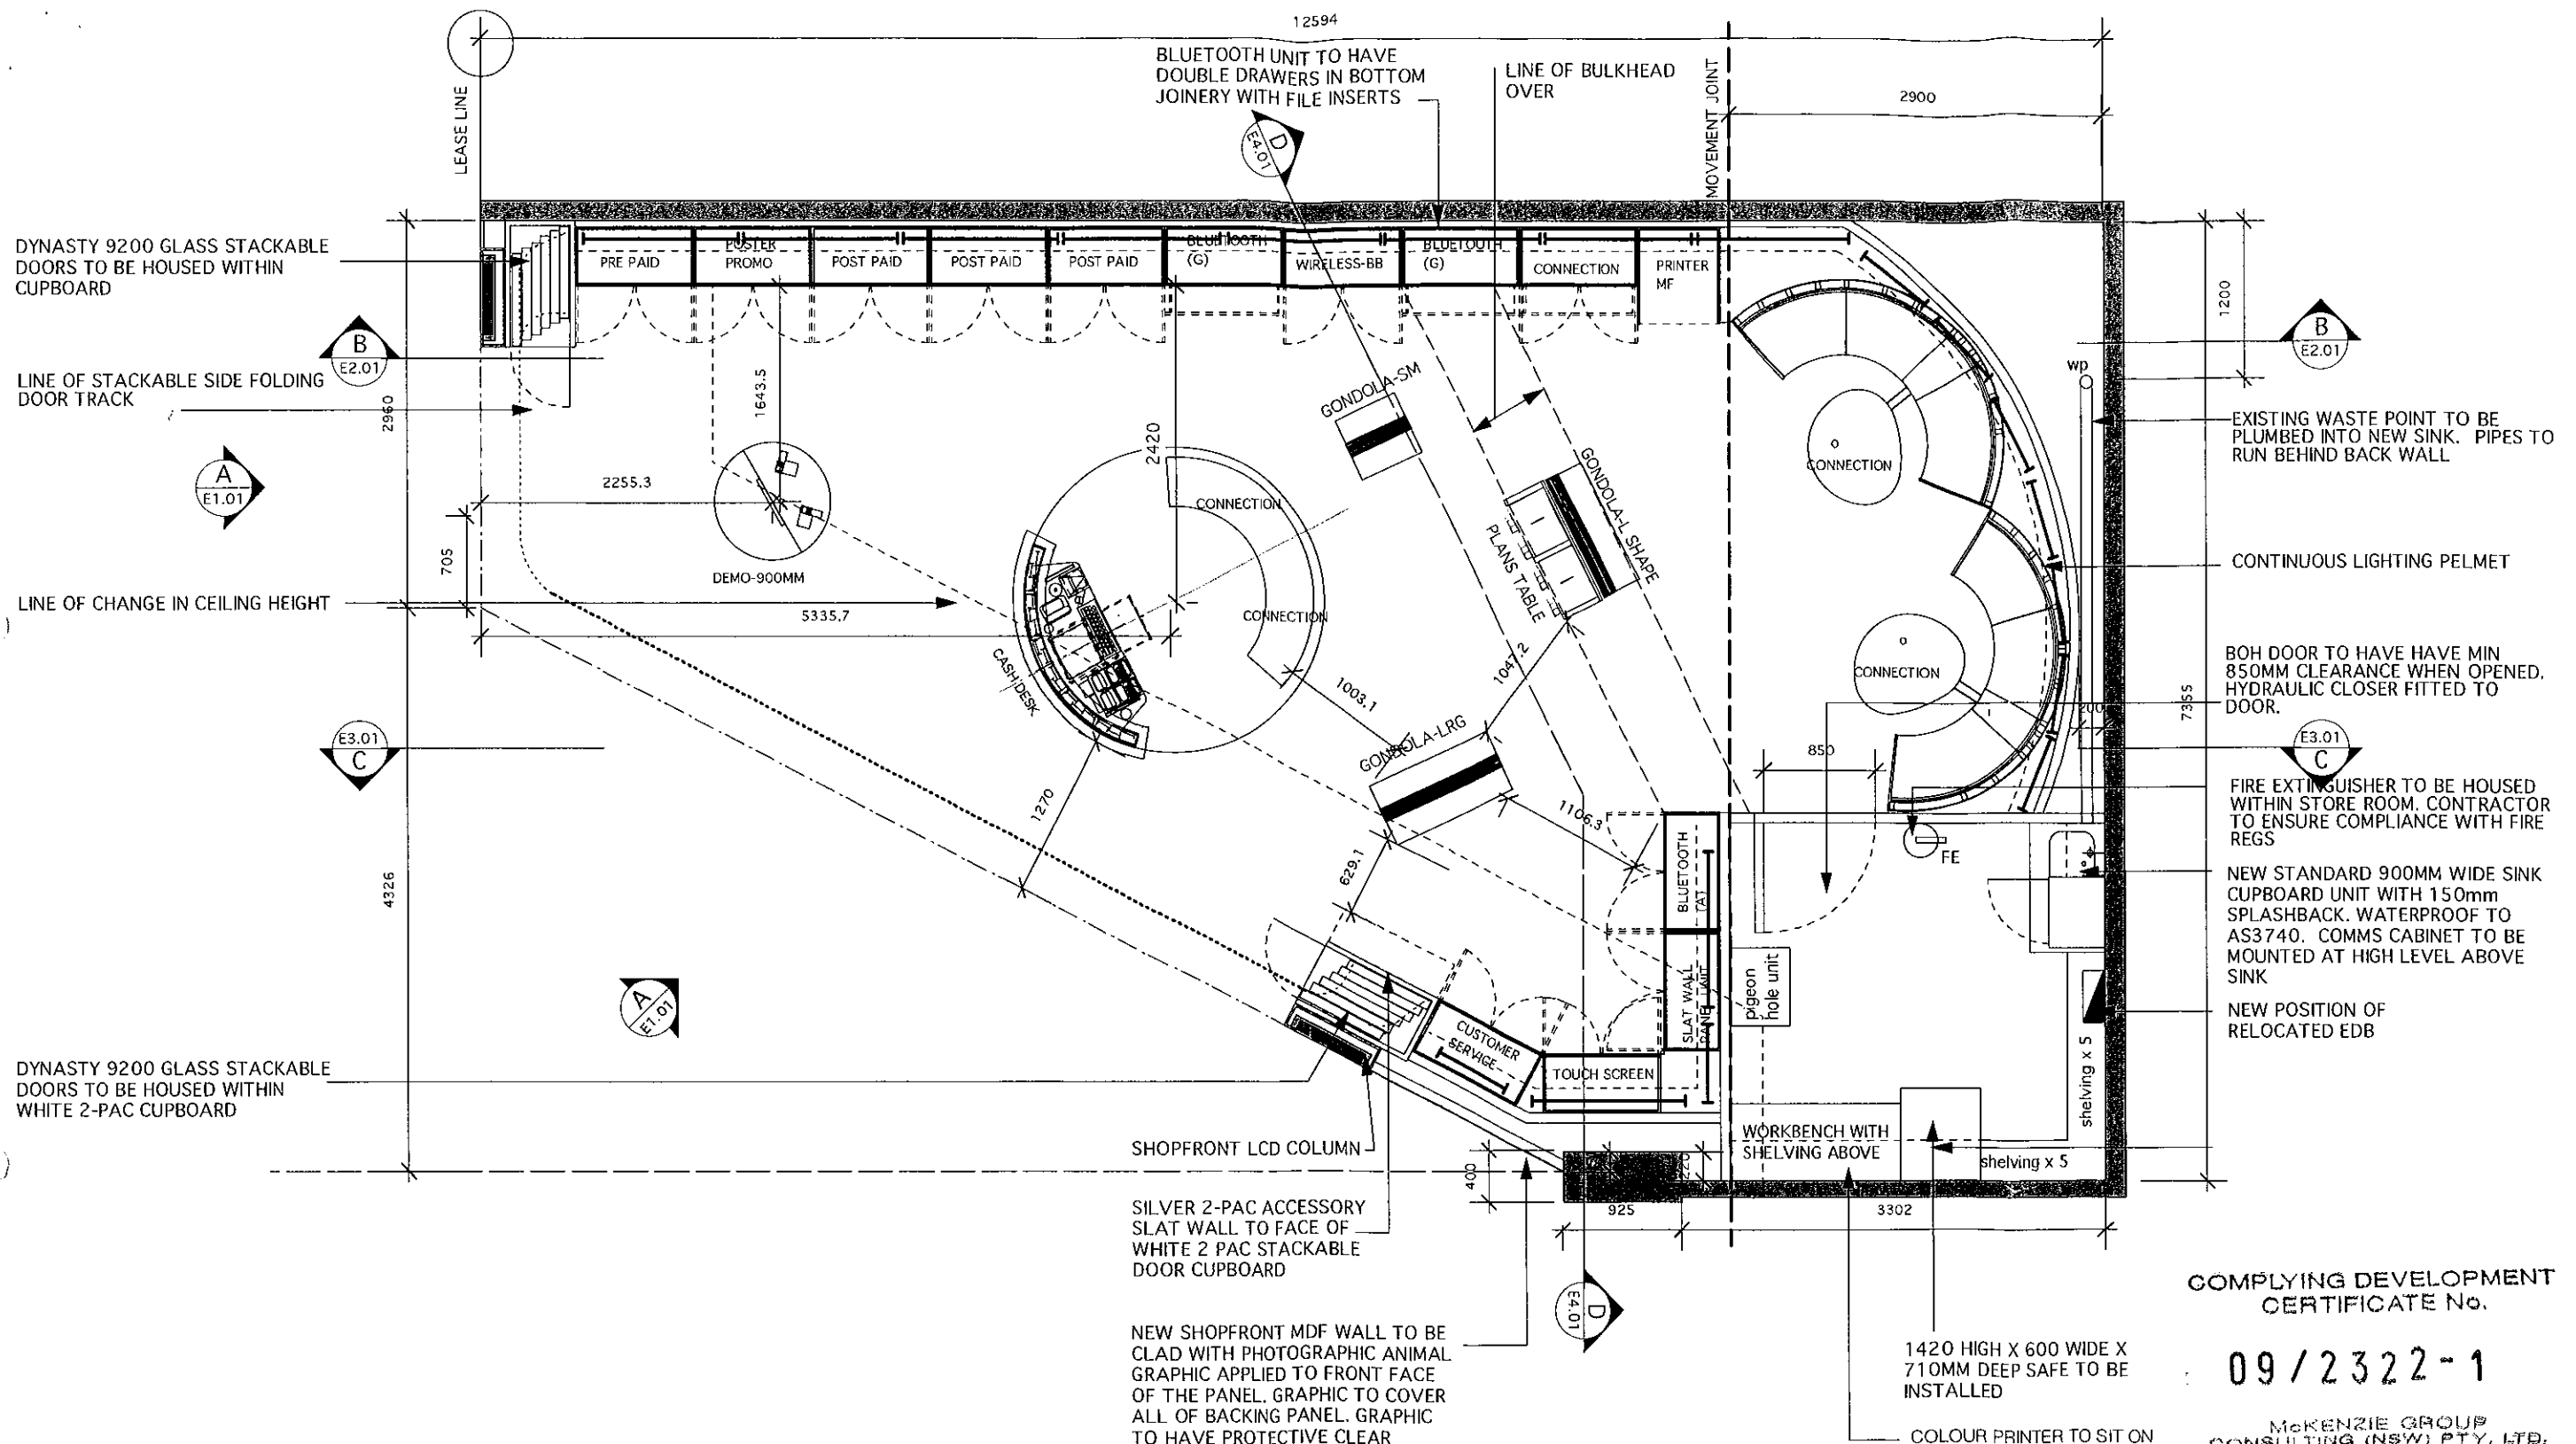 12594
BLUETOOTH UNIT TO HAVE
DOUBLE DRAWERS IN BOTTOM
JOINERY WITH FILE INSERTS
LINE OF BULKHEAD
OVER
MOVEMENT JOINT
2900
LEASE LINE
D
E4.01
DYNASTY 9200 GLASS STACKABLE
DOORS TO BE HOUSED WITHIN
CUPBOARD
PRE PAID
POSTER
PROMO
POST PAID
POST PAID
POST PAID
BLUETOOTH
(G)
WIRELESS-BB
BLUETOOTH
(G)
CONNECTION
PRINTER
MF
1200
B
E2.01
B
E2.01
LINE OF STACKABLE SIDE FOLDING
DOOR TRACK
2960
1643.5
2420
GONDOLA-SM
wp
EXISTING WASTE POINT TO BE
PLUMBED INTO NEW SINK. PIPES TO
RUN BEHIND BACK WALL
A
E1.01
2255.3
CONNECTION
CONNECTION
GONDOLA-L SHAPE
PLANS TABLE
705
DEMO-900MM
CONTINUOUS LIGHTING PELMET
LINE OF CHANGE IN CEILING HEIGHT
5335.7
CONNECTION
CASH DESK
1003.1
1047.2
CONNECTION
BOH DOOR TO HAVE HAVE MIN
850MM CLEARANCE WHEN OPENED.
HYDRAULIC CLOSER FITTED TO
DOOR.
200
7355
E3.01
C
E3.01
C
GONDOLA-LRG
850
1270
1106.3
629.1
FIRE EXTINGUISHER TO BE HOUSED
WITHIN STORE ROOM. CONTRACTOR
TO ENSURE COMPLIANCE WITH FIRE
REGS
FE
4326
BLUETOOTH
NEW STANDARD 900MM WIDE SINK
CUPBOARD UNIT WITH 150mm
SPLASHBACK. WATERPROOF TO
AS3740. COMMS CABINET TO BE
MOUNTED AT HIGH LEVEL ABOVE
SINK
SLAT WALL
PANEL UNIT
pigeon
hole unit
A
E1.01
NEW POSITION OF
RELOCATED EDB
CUSTOMER
SERVICE
TOUCH SCREEN
shelving x 5
DYNASTY 9200 GLASS STACKABLE
DOORS TO BE HOUSED WITHIN
WHITE 2-PAC CUPBOARD
SHOPFRONT LCD COLUMN
WORKBENCH WITH
SHELVING ABOVE
shelving x 5
400
220
925
3302
SILVER 2-PAC ACCESSORY
SLAT WALL TO FACE OF
WHITE 2 PAC STACKABLE
DOOR CUPBOARD
D
E4.01
NEW SHOPFRONT MDF WALL TO BE
CLAD WITH PHOTOGRAPHIC ANIMAL
GRAPHIC APPLIED TO FRONT FACE
OF THE PANEL. GRAPHIC TO COVER
ALL OF BACKING PANEL. GRAPHIC
TO HAVE PROTECTIVE CLEAR
1420 HIGH X 600 WIDE X
710MM DEEP SAFE TO BE
INSTALLED
COLOUR PRINTER TO SIT ON
COMPLYING DEVELOPMENT
CERTIFICATE No.
09/2322-1
McKENZIE GROUP
CONSULTING (NSW) PTY. LTD.